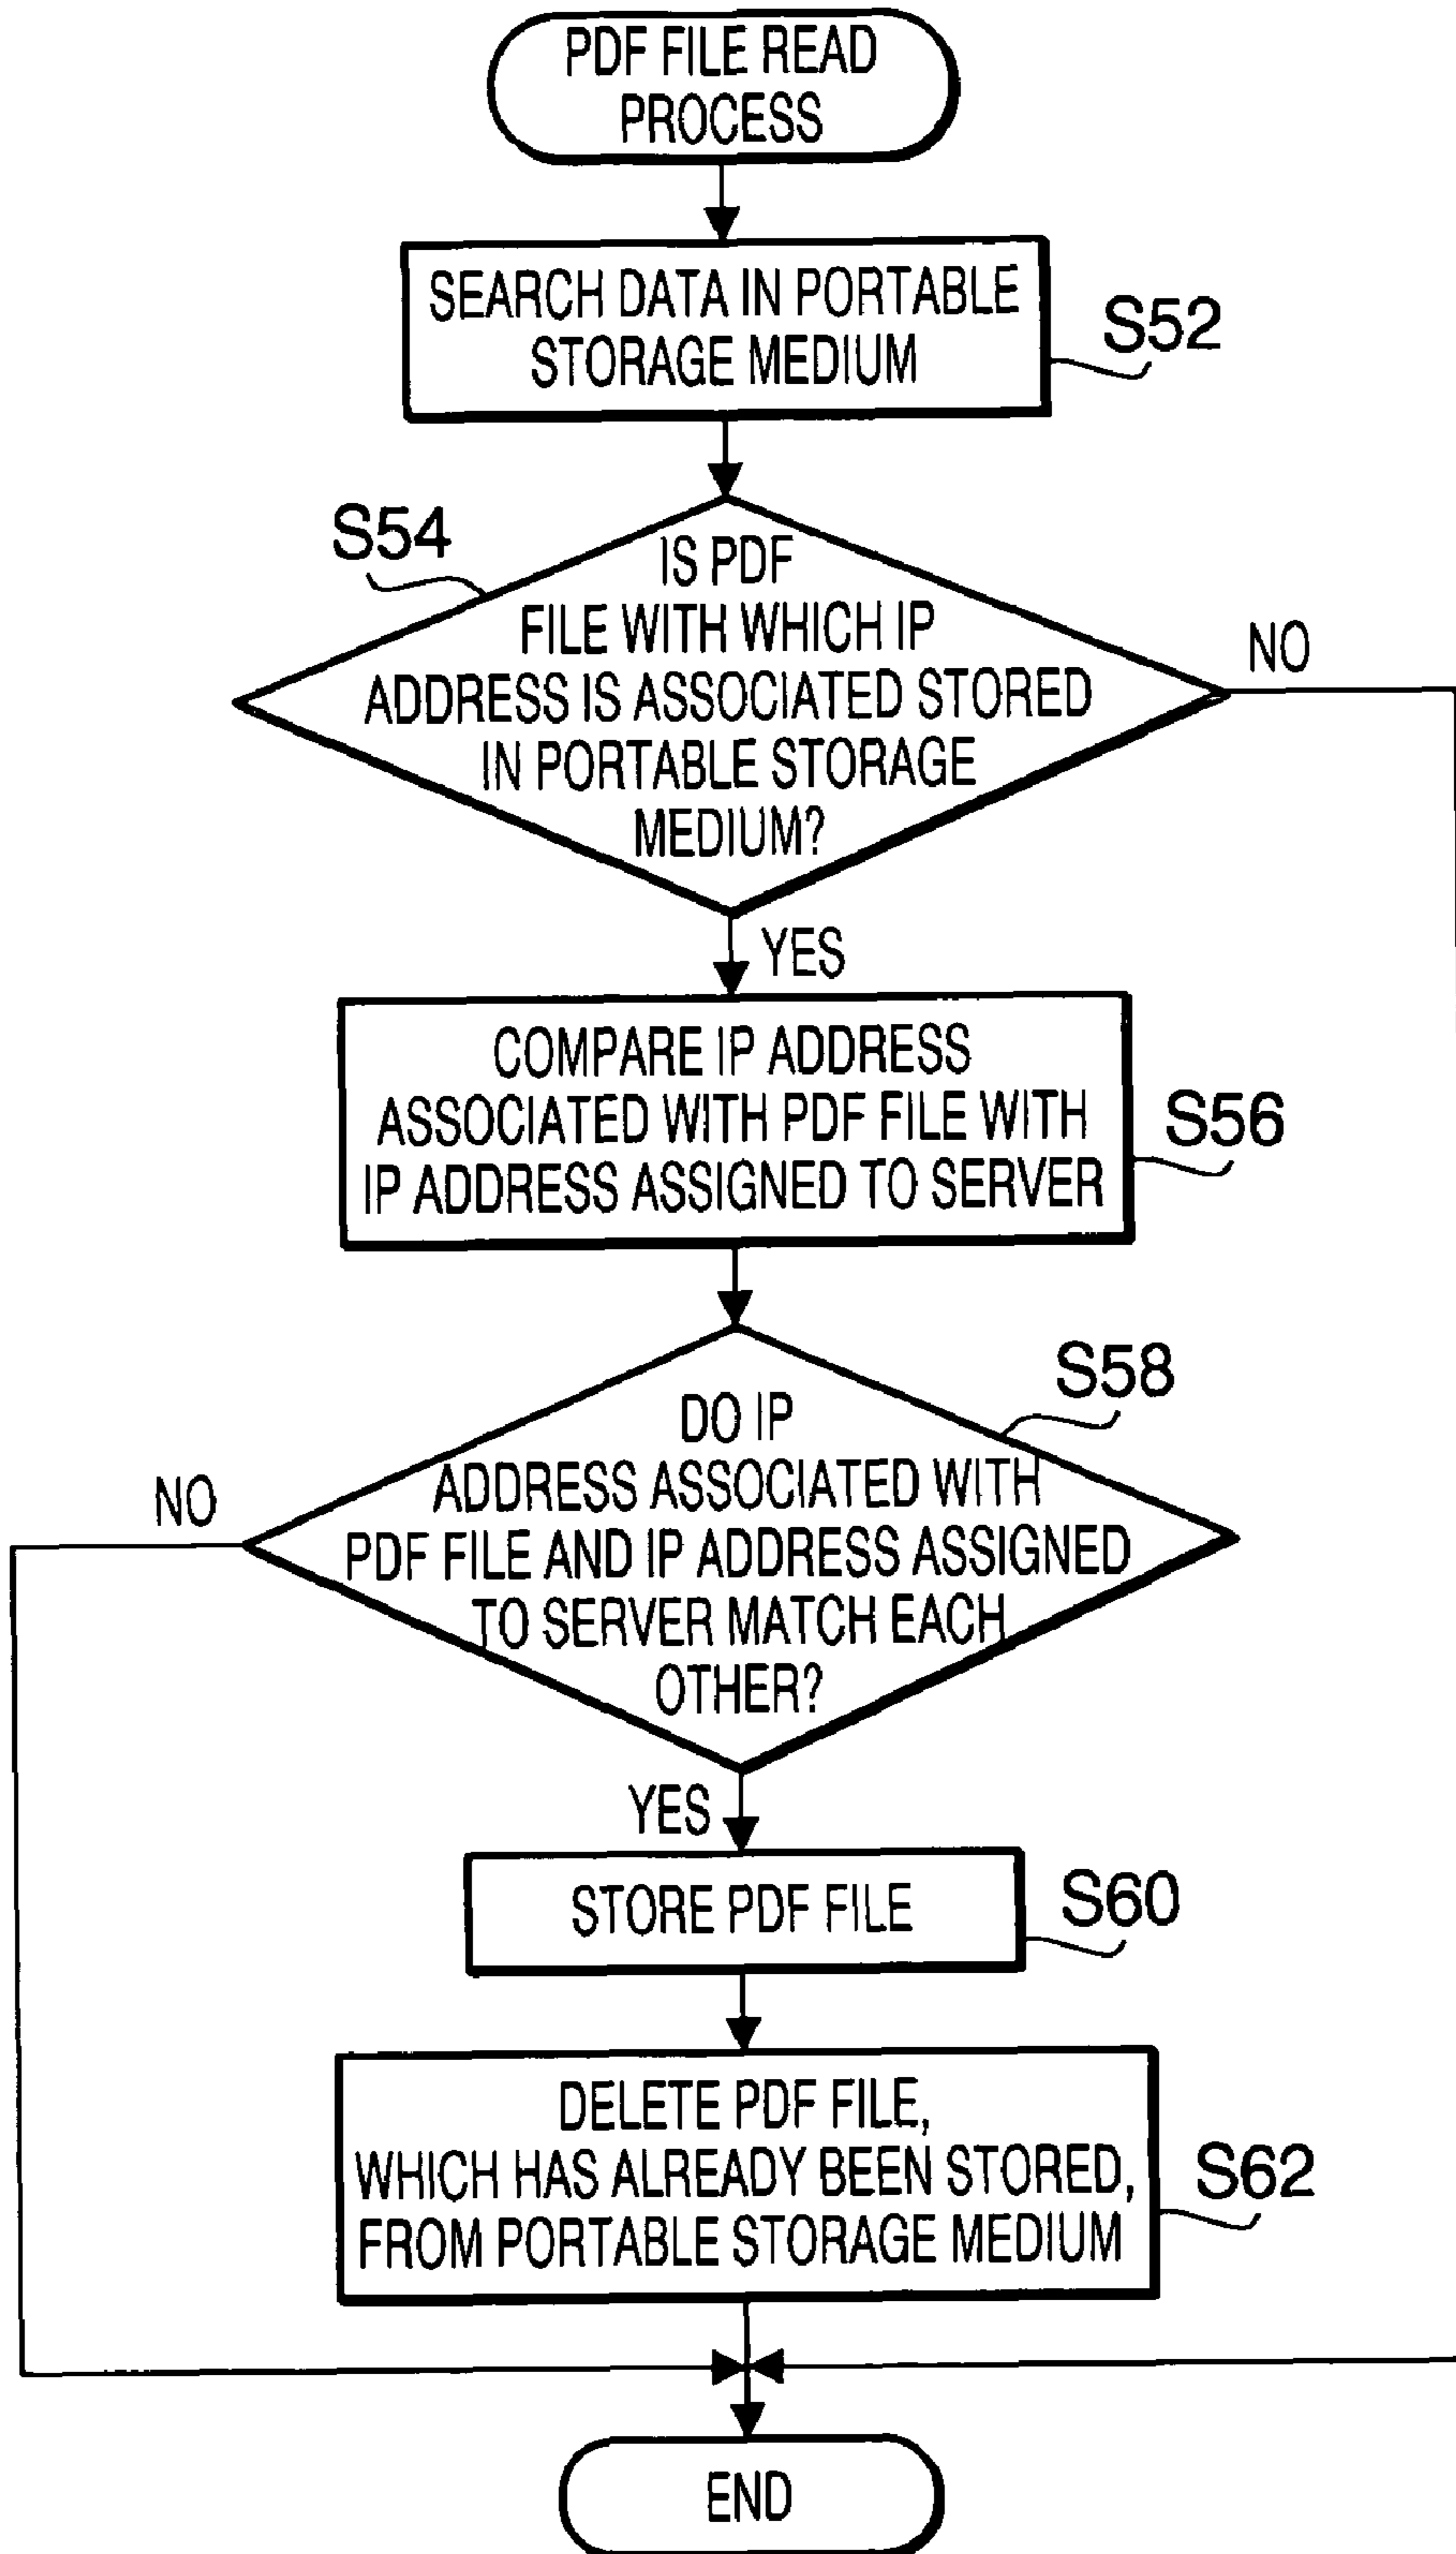 PDF FILE READ
PROCESS
SEARCH DATA IN PORTABLE
STORAGE MEDIUM
S52
S54
IS PDF
FILE WITH WHICH IP
ADDRESS IS ASSOCIATED STORED
IN PORTABLE STORAGE
MEDIUM?
NO
YES
COMPARE IP ADDRESS
ASSOCIATED WITH PDF FILE WITH
IP ADDRESS ASSIGNED TO SERVER
S56
S58
DO IP
ADDRESS ASSOCIATED WITH
PDF FILE AND IP ADDRESS ASSIGNED
TO SERVER MATCH EACH
OTHER?
NO
YES
STORE PDF FILE
S60
DELETE PDF FILE,
WHICH HAS ALREADY BEEN STORED,
FROM PORTABLE STORAGE MEDIUM
S62
END